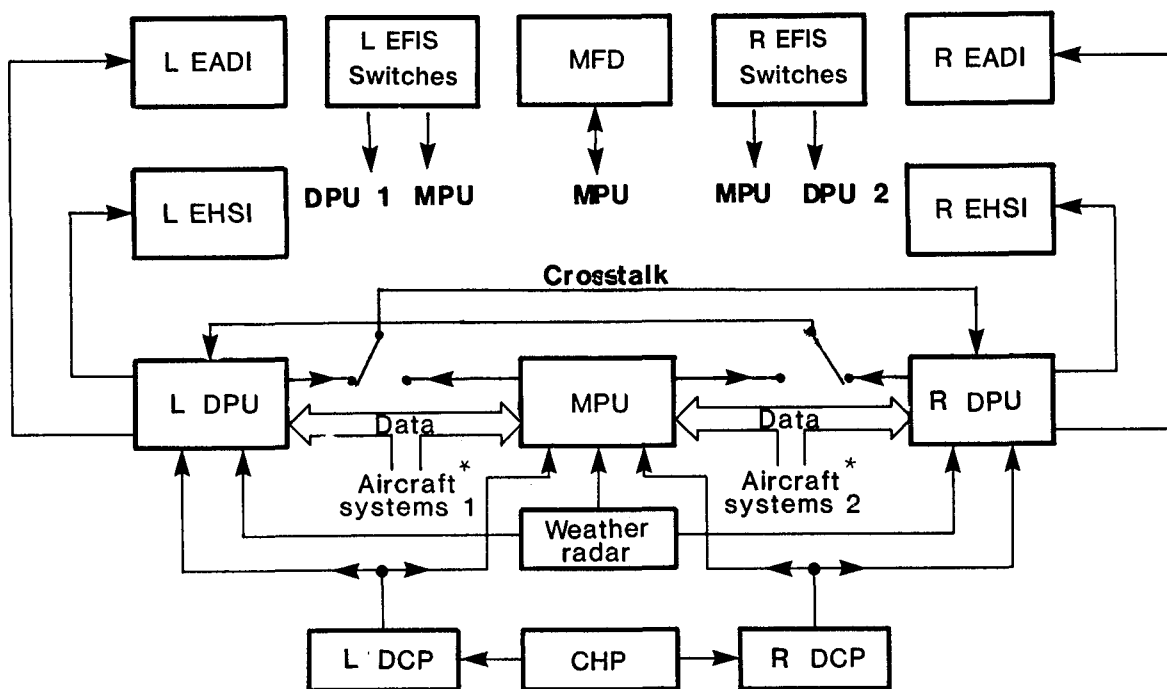 L EADI
L EFIS
Switches
MFD
R EFIS
Switches
R EADI
L EHSI
DPU 1
MPU
MPU
MPU
DPU 2
R EHSI
Crosstalk
L DPU
MPU
R DPU
Data
Data
Aircraft*
systems 1
Aircraft*
systems 2
Weather
radar
L DCP
CHP
R DCP